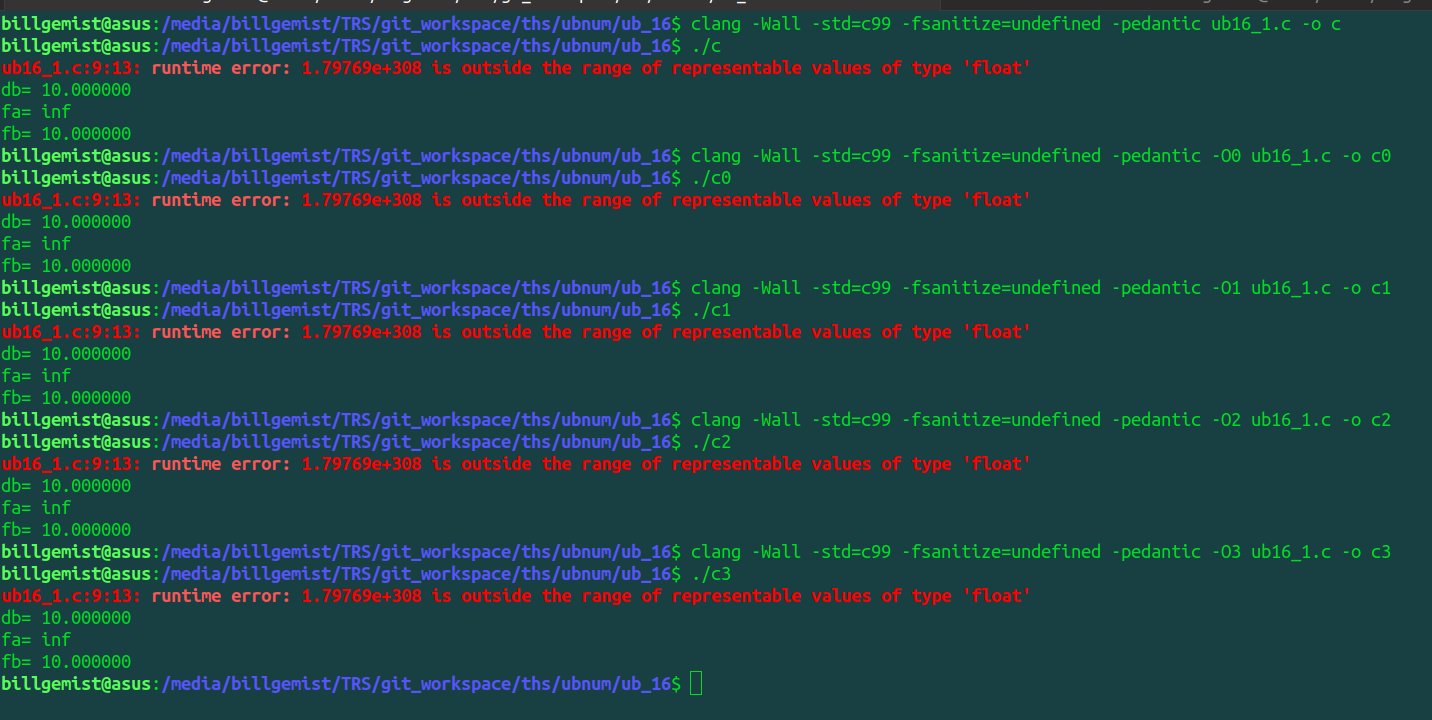 billgemist@asus:/media/billgemist/TRS/git_workspace/ths/ubnum/ub_16$ clang -Wall -std=c99 -fsanitize=undefined -pedantic ub16_1.c -o c
billgemist@asus:/media/billgemist/TRS/git_workspace/ths/ubnum/ub_16$ ./c
ub16_1.c:9:13: runtime error: 1.79769e+308 is outside the range of representable values of type 'float'
db= 10.000000
fa= inf
fb= 10.000000
billgemist@asus:/media/billgemist/TRS/git_workspace/ths/ubnum/ub_16$ clang -Wall -std=c99 -fsanitize=undefined -pedantic -O0 ub16_1.c -o c0
billgemist@asus:/media/billgemist/TRS/git_workspace/ths/ubnum/ub_16$ ./c0
ub16_1.c:9:13: runtime error: 1.79769e+308 is outside the range of representable values of type 'float'
db= 10.000000
fa= inf
fb= 10.000000
billgemist@asus:/media/billgemist/TRS/git_workspace/ths/ubnum/ub_16$ clang -Wall -std=c99 -fsanitize=undefined -pedantic -O1 ub16_1.c -o c1
billgemist@asus:/media/billgemist/TRS/git_workspace/ths/ubnum/ub_16$ ./c1
ub16_1.c:9:13: runtime error: 1.79769e+308 is outside the range of representable values of type 'float'
db= 10.000000
fa= inf
fb= 10.000000
billgemist@asus:/media/billgemist/TRS/git_workspace/ths/ubnum/ub_16$ clang -Wall -std=c99 -fsanitize=undefined -pedantic -O2 ub16_1.c -o c2
billgemist@asus:/media/billgemist/TRS/git_workspace/ths/ubnum/ub_16$ ./c2
ub16_1.c:9:13: runtime error: 1.79769e+308 is outside the range of representable values of type 'float'
db= 10.000000
fa= inf
fb= 10.000000
billgemist@asus:/media/billgemist/TRS/git_workspace/ths/ubnum/ub_16$ clang -Wall -std=c99 -fsanitize=undefined -pedantic -O3 ub16_1.c -o c3
billgemist@asus:/media/billgemist/TRS/git_workspace/ths/ubnum/ub_16$ ./c3
ub16_1.c:9:13: runtime error: 1.79769e+308 is outside the range of representable values of type 'float'
db= 10.000000
fa= inf
fb= 10.000000
billgemist@asus:/media/billgemist/TRS/git_workspace/ths/ubnum/ub_16$